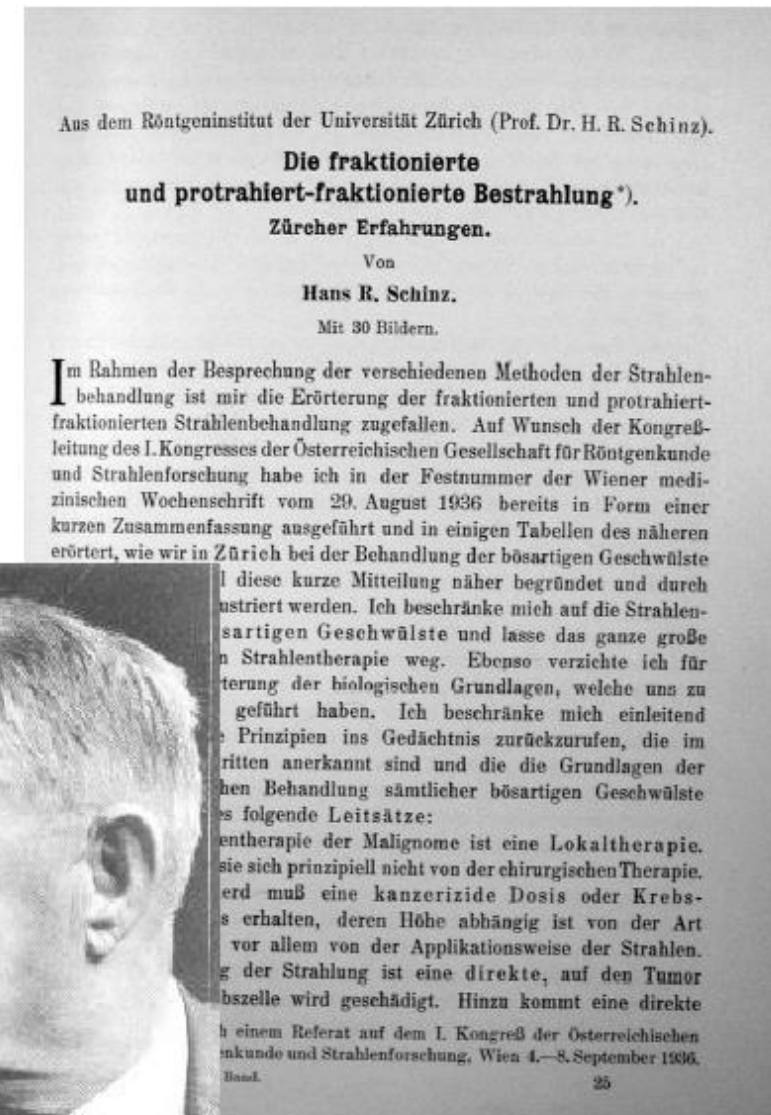 Aus dem Röntgeninstitut der Universität Zürich (Prof. Dr. H. R. Schinz).
Die fraktionierte
und protrahiert-fraktionierte Bestrahlung*).
Zürcher Erfahrungen.
Von
Hans R. Schinz.
Mit 30 Bildern.
Im Rahmen der Besprechung der verschiedenen Methoden der Strahlen-
behandlung ist mir die Erörterung der fraktionierten und protrahiert-
fraktionierten Strahlenbehandlung zugefallen. Auf Wunsch der Kongreß-
leitung des I. Kongresses der Österreichischen Gesellschaft für Röntgenkunde
und Strahlenforschung habe ich in der Festnummer der Wiener medi-
zinischen Wochenschrift vom 29. August 1936 bereits in Form einer
kurzen Zusammenfassung ausgeführt und in einigen Tabellen des näheren
erörtert, wie wir in Zürich bei der Behandlung der bösartigen Geschwülste
l diese kurze Mitteilung näher begründet und durch
ustriert werden. Ich beschränke mich auf die Strahlen-
sartigen Geschwülste und lasse das ganze große
n Strahlentherapie weg. Ebenso verzichte ich für
terung der biologischen Grundlagen, welche uns zu
geführt haben. Ich beschränke mich einleitend
e Prinzipien ins Gedächtnis zurückzurufen, die im
ritten anerkannt sind und die die Grundlagen der
hen Behandlung sämtlicher bösartigen Geschwülste
es folgende Leitsätze:
entherapie der Malignome ist eine Lokaltherapie.
sie sich prinzipiell nicht von der chirurgischen Therapie.
erd muß eine kanzerizide Dosis oder Krebs-
s erhalten, deren Höhe abhängig ist von der Art
vor allem von der Applikationsweise der Strahlen.
g der Strahlung ist eine direkte, auf den Tumor
bszelle wird geschädigt. Hinzu kommt eine direkte
h einem Referat auf dem I. Kongreß der Österreichischen
enkunde und Strahlenforschung, Wien 4.—8. September 1936.
Band.
25